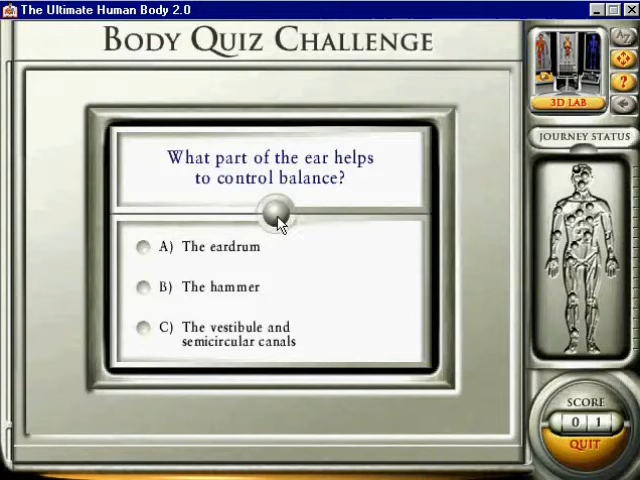 The Ultimate Human Body 2.0
BODY QUIZ CHALLENGE
What part of the ear helps
to control balance?
A) The eardrum
B) The hammer
C) The vestibule and
semicircular canals
A-Z
3D LAB
?
JOURNEY STATUS
SCORE
0 1
QUIT